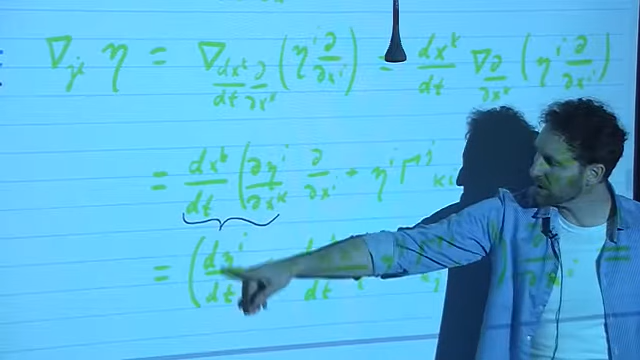 ∇_γ̇ η = ∇_{dx^k/dt ∂/∂x^k} (η^i ∂/∂x^i) = dx^k/dt ∇_{∂/∂x^k} (η^i ∂/∂x^i)
= dx^k/dt (∂η^i/∂x^k ∂/∂x^i + η^i Γ^j_{ki}
= (dη^i/dt